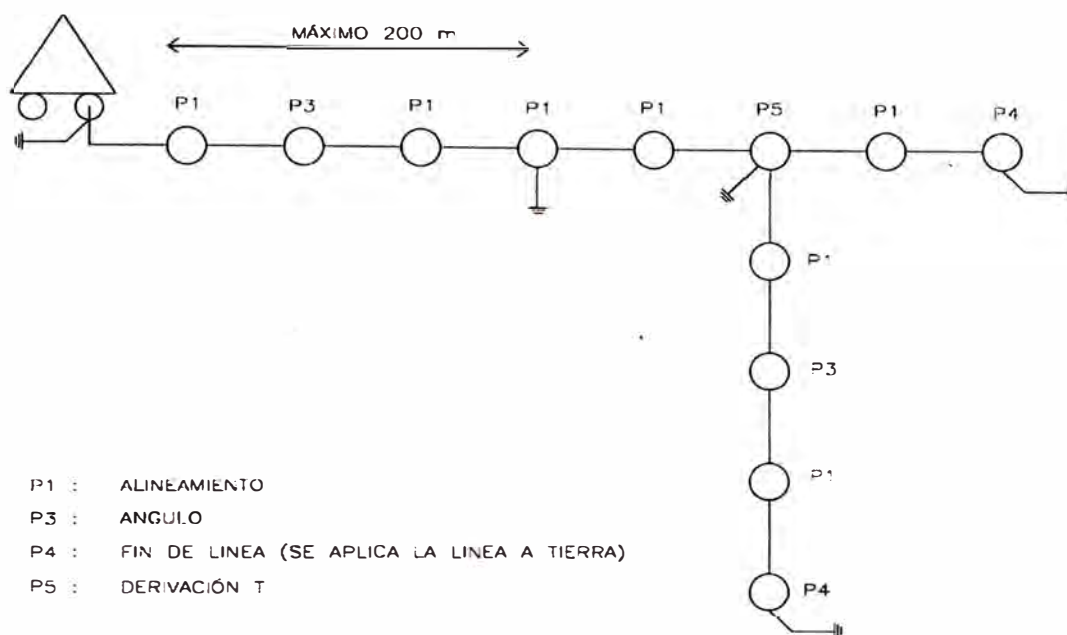 MÁXIMO 200 m
P1 P3 P1 P1 P1 P5 P1 P4
P1
P3
P1
P4
P1 : ALINEAMIENTO
P3 : ANGULO
P4 : FIN DE LINEA (SE APLICA LA LINEA A TIERRA)
P5 : DERIVACIÓN T